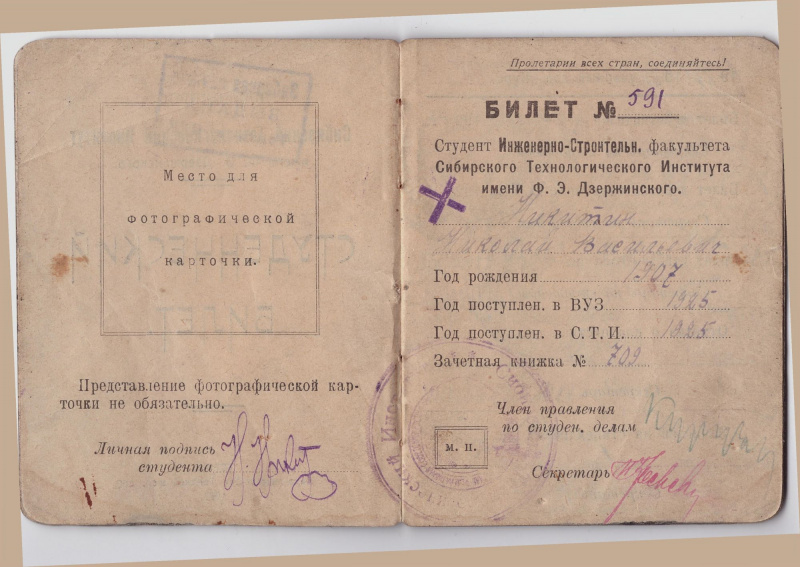 Место для
фотографической
карточки.
Представление фотографической кар-
точки не обязательно.
Личная подпись
студента
Пролетарии всех стран, соединяйтесь!
БИЛЕТ № 591
Студент Инженерно-Строительн. факультета
Сибирского Технологического Института
имени Ф. Э. Дзержинского.
Никитин
Николай Васильевич
Год рождения 1907
Год поступлен. в ВУЗ 1925
Год поступлен. в С. Т. И. 1925
Зачетная книжка № 709
Член правления
по студен. делам
м. п.
Секретарь